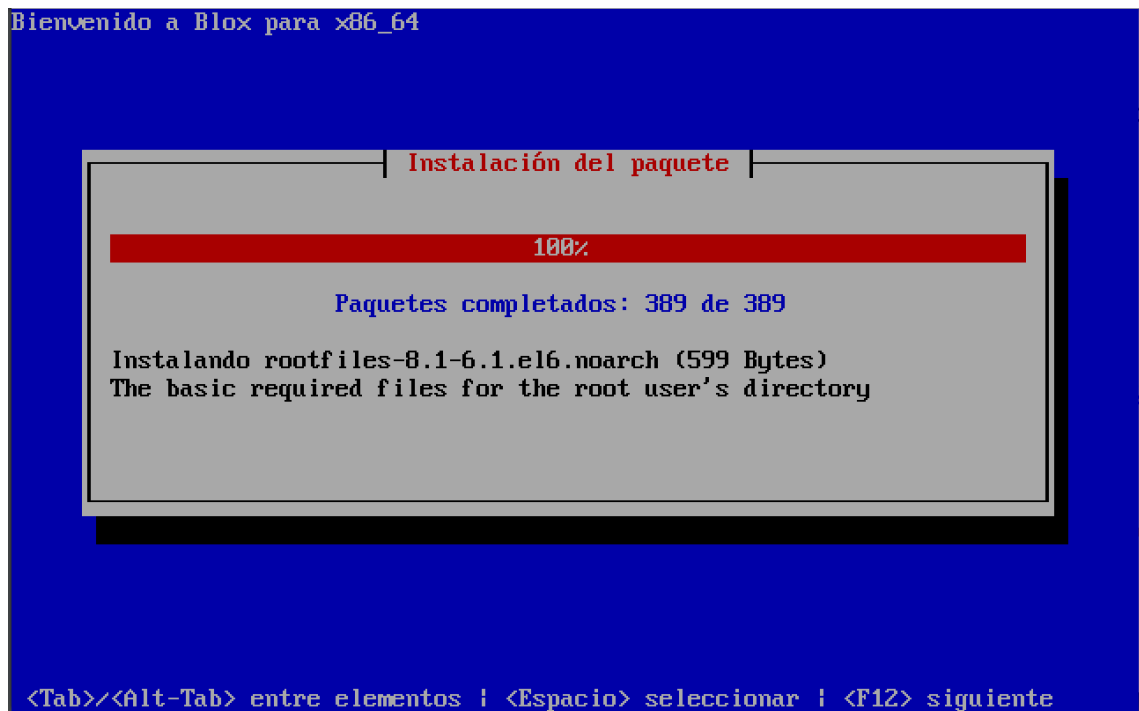 Bienvenido a Blox para x86_64
Instalación del paquete
100%
Paquetes completados: 389 de 389
Instalando rootfiles-8.1-6.1.el6.noarch (599 Bytes)
The basic required files for the root user's directory
<Tab>/<Alt-Tab> entre elementos | <Espacio> seleccionar | <F12> siguiente